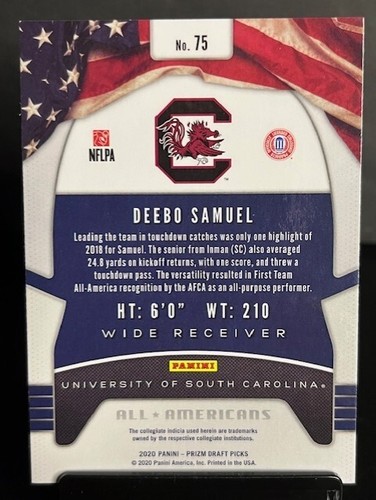 No. 75
NFLPA
C
TM
DEEBO SAMUEL
Leading the team in touchdown catches was only one highlight of
2018 for Samuel. The senior from Inman (SC) also averaged
24.8 yards on kickoff returns, with one score, and threw a
touchdown pass. The versatility resulted in First Team
All-America recognition by the AFCA as an all-purpose performer.
HT: 6'0" WT: 210
WIDE RECEIVER
PANINI
UNIVERSITY OF SOUTH CAROLINA®
ALL ★ AMERICANS
The collegiate indicia used herein are trademarks
owned by the respective collegiate institutions.
2020 PANINI – PRIZM DRAFT PICKS
© 2020 Panini America, Inc. Printed in the USA.